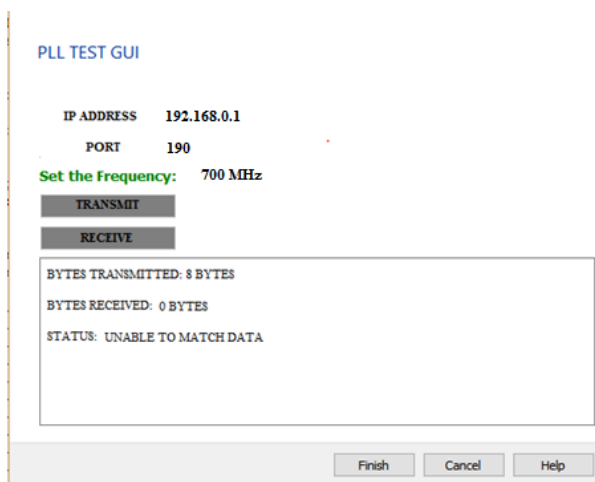 PLL TEST GUI
IP ADDRESS 192.168.0.1
PORT 190
Set the Frequency: 700 MHz
TRANSMIT
RECEIVE
BYTES TRANSMITTED: 8 BYTES
BYTES RECEIVED: 0 BYTES
STATUS: UNABLE TO MATCH DATA
Finish Cancel Help